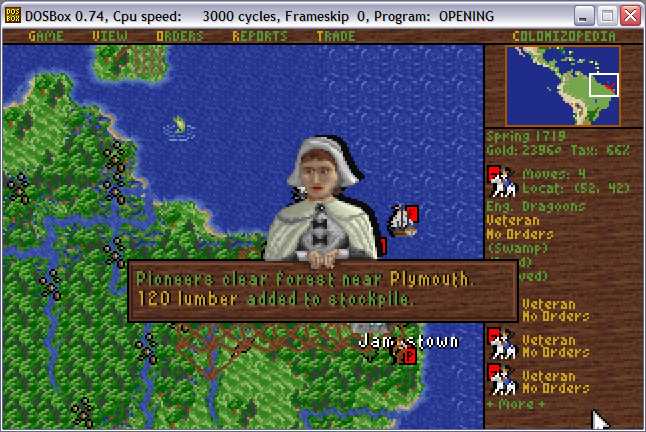 DOSBox 0.74, Cpu speed: 3000 cycles, Frameskip 0, Program: OPENING
GAME VIEW ORDERS REPORTS TRADE COLONIZOPEDIA
Spring 1719
Gold: 2396¢ Tax: 66%
Moves: 4
Locat: (52, 42)
Eng. Dragoons
Veteran
No Orders
(Swamp)
Pioneers clear forest near Plymouth.
120 lumber added to stockpile.
Veteran
No Orders
Jamestown
Veteran
No Orders
Veteran
No Orders
+ More +